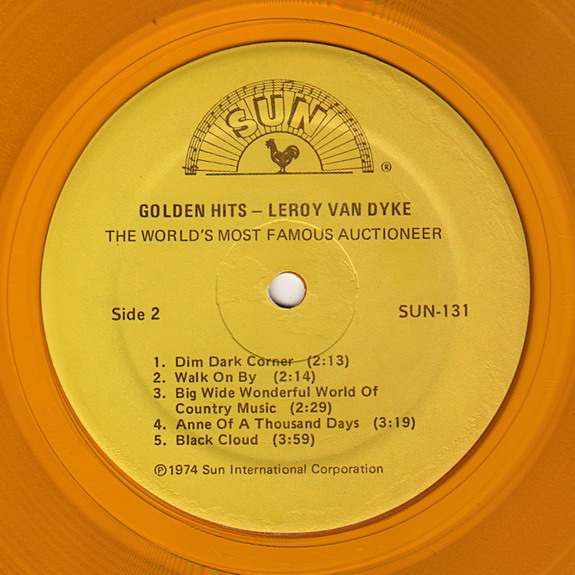 SUN
®
GOLDEN HITS – LEROY VAN DYKE
THE WORLD'S MOST FAMOUS AUCTIONEER
Side 2 SUN-131
1. Dim Dark Corner (2:13)
2. Walk On By (2:14)
3. Big Wide Wonderful World Of
Country Music (2:29)
4. Anne Of A Thousand Days (3:19)
5. Black Cloud (3:59)
℗1974 Sun International Corporation